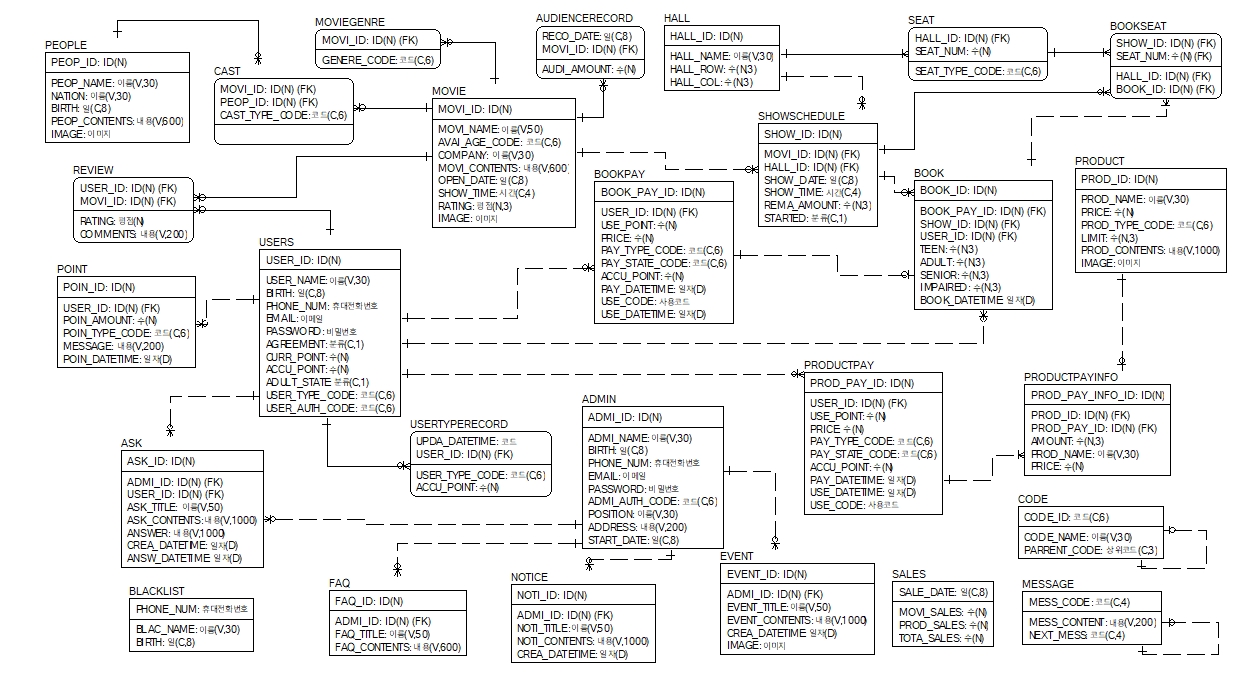 PEOPLE
PEOP_ID: ID(N)
PEOP_NAME: 이름(V,30)
NATION: 이름(V,30)
BIRTH: 일(C,8)
PEOP_CONTENTS: 내용(V,600)
IMAGE: 이미지
MOVIEGENRE
MOVI_ID: ID(N) (FK)
GENERE_CODE: 코드(C,6)
CAST
MOVI_ID: ID(N) (FK)
PEOP_ID: ID(N) (FK)
CAST_TYPE_CODE: 코드(C,6)
AUDIENCERECORD
RECO_DATE: 일(C,8)
MOVI_ID: ID(N) (FK)
AUDI_AMOUNT: 수(N)
HALL
HALL_ID: ID(N)
HALL_NAME: 이름(V,30)
HALL_ROW: 수(N,3)
HALL_COL: 수(N,3)
SEAT
HALL_ID: ID(N) (FK)
SEAT_NUM: 수(N)
SEAT_TYPE_CODE: 코드(C,6)
BOOKSEAT
SHOW_ID: ID(N) (FK)
SEAT_NUM: 수(N) (FK)
HALL_ID: ID(N) (FK)
BOOK_ID: ID(N) (FK)
MOVIE
MOVI_ID: ID(N)
MOVI_NAME: 이름(V,50)
AVAI_AGE_CODE: 코드(C,6)
COMPANY: 이름(V,30)
MOVI_CONTENTS: 내용(V,600)
OPEN_DATE: 일(C,8)
SHOW_TIME: 시간(C,4)
RATING: 평점(N,3)
IMAGE: 이미지
SHOWSCHEDULE
SHOW_ID: ID(N)
MOVI_ID: ID(N) (FK)
HALL_ID: ID(N) (FK)
SHOW_DATE: 일(C,8)
SHOW_TIME: 시간(C,4)
REMA_AMOUNT: 수(N,3)
STARTED: 분류(C,1)
REVIEW
USER_ID: ID(N) (FK)
MOVI_ID: ID(N) (FK)
RATING: 평점(N)
COMMENTS: 내용(V,200)
BOOKPAY
BOOK_PAY_ID: ID(N)
USER_ID: ID(N) (FK)
USE_POINT: 수(N)
PRICE: 수(N)
PAY_TYPE_CODE: 코드(C,6)
PAY_STATE_CODE: 코드(C,6)
ACCU_POINT: 수(N)
PAY_DATETIME: 일자(D)
USE_CODE: 사용코드
USE_DATETIME: 일자(D)
BOOK
BOOK_ID: ID(N)
BOOK_PAY_ID: ID(N) (FK)
SHOW_ID: ID(N) (FK)
USER_ID: ID(N) (FK)
TEEN: 수(N,3)
ADULT: 수(N,3)
SENIOR: 수(N,3)
IMPAIRED: 수(N,3)
BOOK_DATETIME: 일자(D)
PRODUCT
PROD_ID: ID(N)
PROD_NAME: 이름(V,30)
PRICE: 수(N)
PROD_TYPE_CODE: 코드(C,6)
LIMIT: 수(N,3)
PROD_CONTENTS: 내용(V,1000)
IMAGE: 이미지
USERS
USER_ID: ID(N)
USER_NAME: 이름(V,30)
BIRTH: 일(C,8)
PHONE_NUM: 휴대전화번호
EMAIL: 이메일
PASSWORD: 비밀번호
AGREEMENT: 분류(C,1)
CURR_POINT: 수(N)
ACCU_POINT: 수(N)
ADULT_STATE: 분류(C,1)
USER_TYPE_CODE: 코드(C,6)
USER_AUTH_CODE: 코드(C,6)
POINT
POIN_ID: ID(N)
USER_ID: ID(N) (FK)
POIN_AMOUNT: 수(N)
POIN_TYPE_CODE: 코드(C,6)
MESSAGE: 내용(V,200)
POIN_DATETIME: 일자(D)
PRODUCTPAY
PROD_PAY_ID: ID(N)
USER_ID: ID(N) (FK)
USE_POINT: 수(N)
PRICE: 수(N)
PAY_TYPE_CODE: 코드(C,6)
PAY_STATE_CODE: 코드(C,6)
ACCU_POINT: 수(N)
PAY_DATETIME: 일자(D)
USE_DATETIME: 일자(D)
USE_CODE: 사용코드
PRODUCTPAYINFO
PROD_PAY_INFO_ID: ID(N)
PROD_ID: ID(N) (FK)
PROD_PAY_ID: ID(N) (FK)
AMOUNT: 수(N,3)
PROD_NAME: 이름(V,30)
PRICE: 수(N)
USERTYPERECORD
UPDA_DATETIME: 코드
USER_ID: ID(N) (FK)
USER_TYPE_CODE: 코드(C,6)
ACCU_POINT: 수(N)
ADMIN
ADMI_ID: ID(N)
ADMI_NAME: 이름(V,30)
BIRTH: 일(C,8)
PHONE_NUM: 휴대전화번호
EMAIL: 이메일
PASSWORD: 비밀번호
ADMI_AUTH_CODE: 코드(C,6)
POSITION: 이름(V,30)
ADDRESS: 내용(V,200)
START_DATE: 일(C,8)
ASK
ASK_ID: ID(N)
ADMI_ID: ID(N) (FK)
USER_ID: ID(N) (FK)
ASK_TITLE: 이름(V,50)
ASK_CONTENTS: 내용(V,1000)
ANSWER: 내용(V,1000)
CREA_DATETIME: 일자(D)
ANSW_DATETIME: 일자(D)
CODE
CODE_ID: 코드(C,6)
CODE_NAME: 이름(V,30)
PARRENT_CODE: 상위코드(C,3)
BLACKLIST
PHONE_NUM: 휴대전화번호
BLAC_NAME: 이름(V,30)
BIRTH: 일(C,8)
FAQ
FAQ_ID: ID(N)
ADMI_ID: ID(N) (FK)
FAQ_TITLE: 이름(V,50)
FAQ_CONTENTS: 내용(V,600)
NOTICE
NOTI_ID: ID(N)
ADMI_ID: ID(N) (FK)
NOTI_TITLE: 이름(V,50)
NOTI_CONTENTS: 내용(V,1000)
CREA_DATETIME: 일자(D)
EVENT
EVENT_ID: ID(N)
ADMI_ID: ID(N) (FK)
EVENT_TITLE: 이름(V,50)
EVENT_CONTENTS: 내용(V,1000)
CREA_DATETIME: 일자(D)
IMAGE: 이미지
SALES
SALE_DATE: 일(C,8)
MOVI_SALES: 수(N)
PROD_SALES: 수(N)
TOTA_SALES: 수(N)
MESSAGE
MESS_CODE: 코드(C,4)
MESS_CONTENT: 내용(V,200)
NEXT_MESS: 코드(C,4)